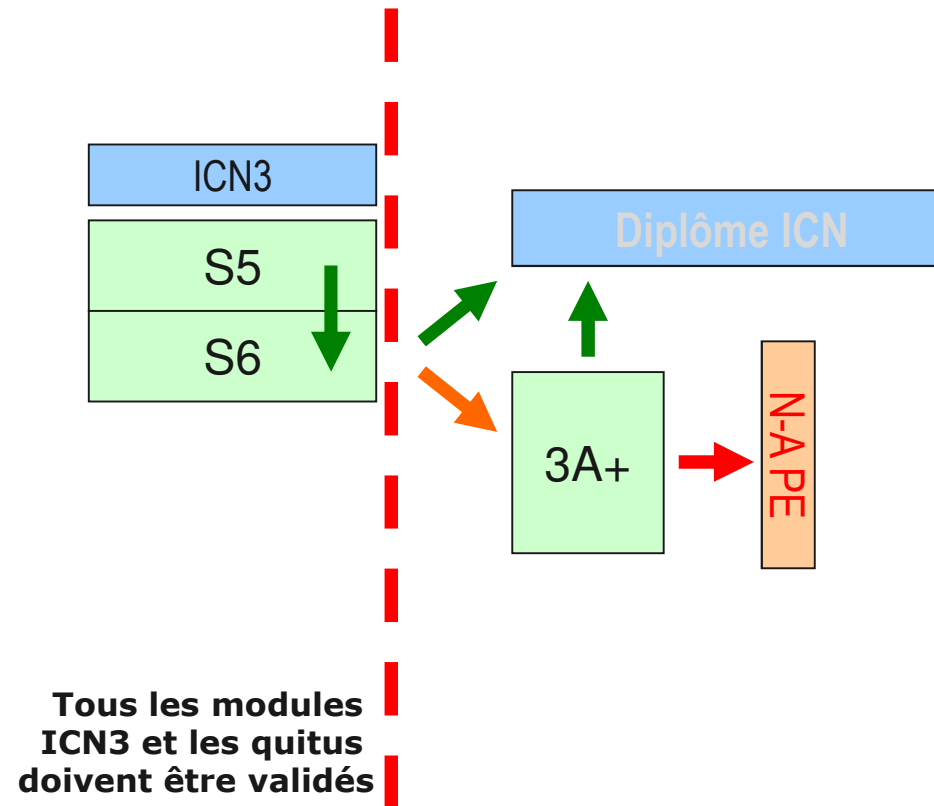 ICN3
S5
S6
Diplôme ICN
3A+
N-A PE
Tous les modules
ICN3 et les quitus
doivent être validés